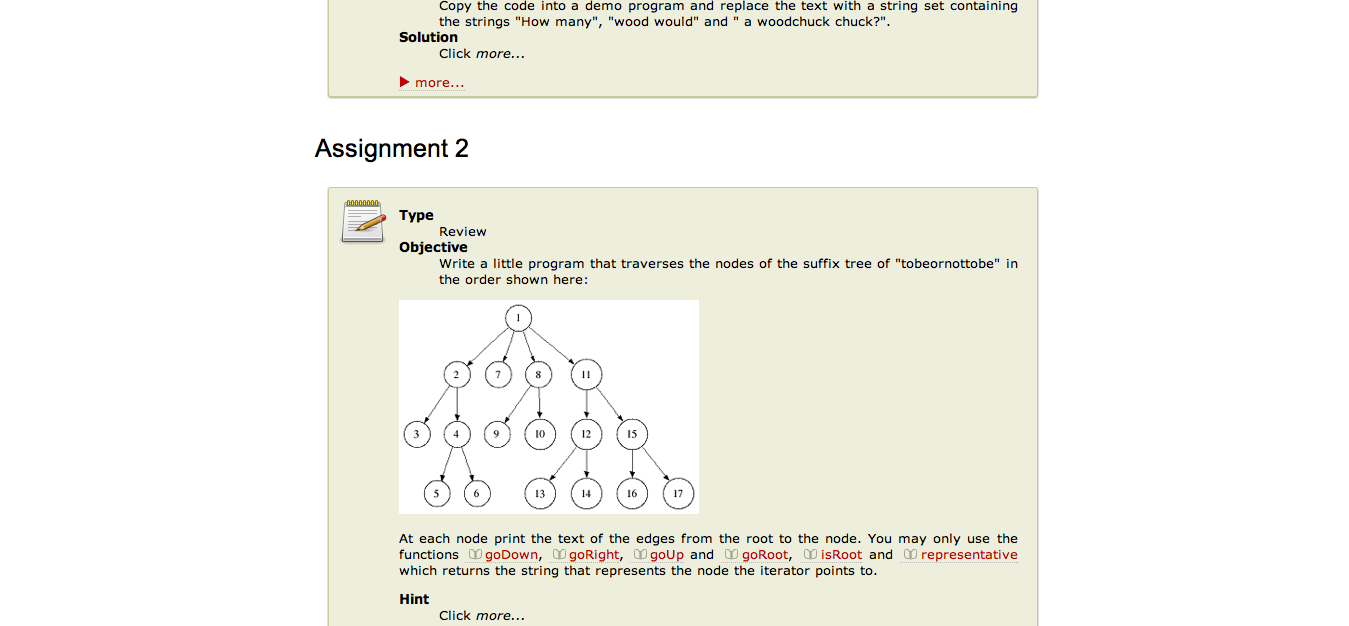 Copy the code into a demo program and replace the text with a string set containing
the strings "How many", "wood would" and " a woodchuck chuck?".
Solution
Click more...
more...
Assignment 2
Type
Review
Objective
Write a little program that traverses the nodes of the suffix tree of "tobeornottobe" in
the order shown here:
1
2 7 8 11
3 4 9 10 12 15
5 6 13 14 16 17
At each node print the text of the edges from the root to the node. You may only use the
functions goDown, goRight, goUp and goRoot, isRoot and representative
which returns the string that represents the node the iterator points to.
Hint
Click more...